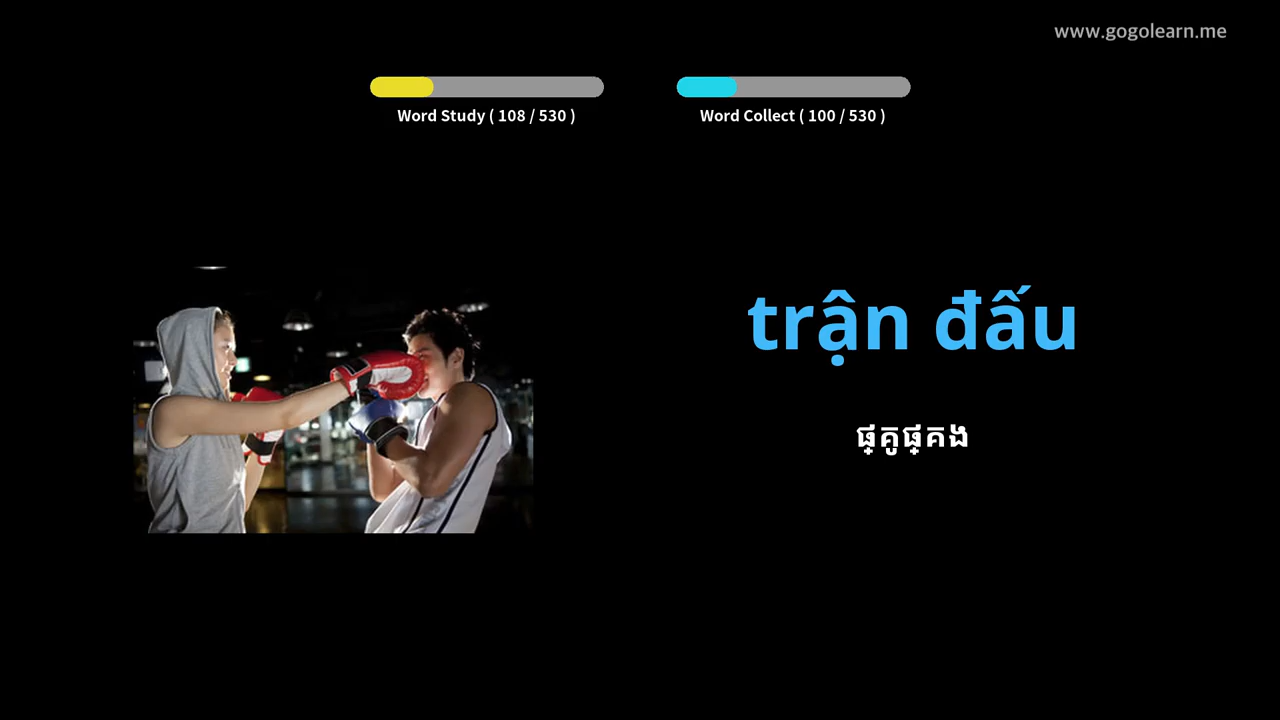 www.gogolearn.me
Word Study ( 108 / 530 )
Word Collect ( 100 / 530 )
trận đấu
ផ្គូផ្គង